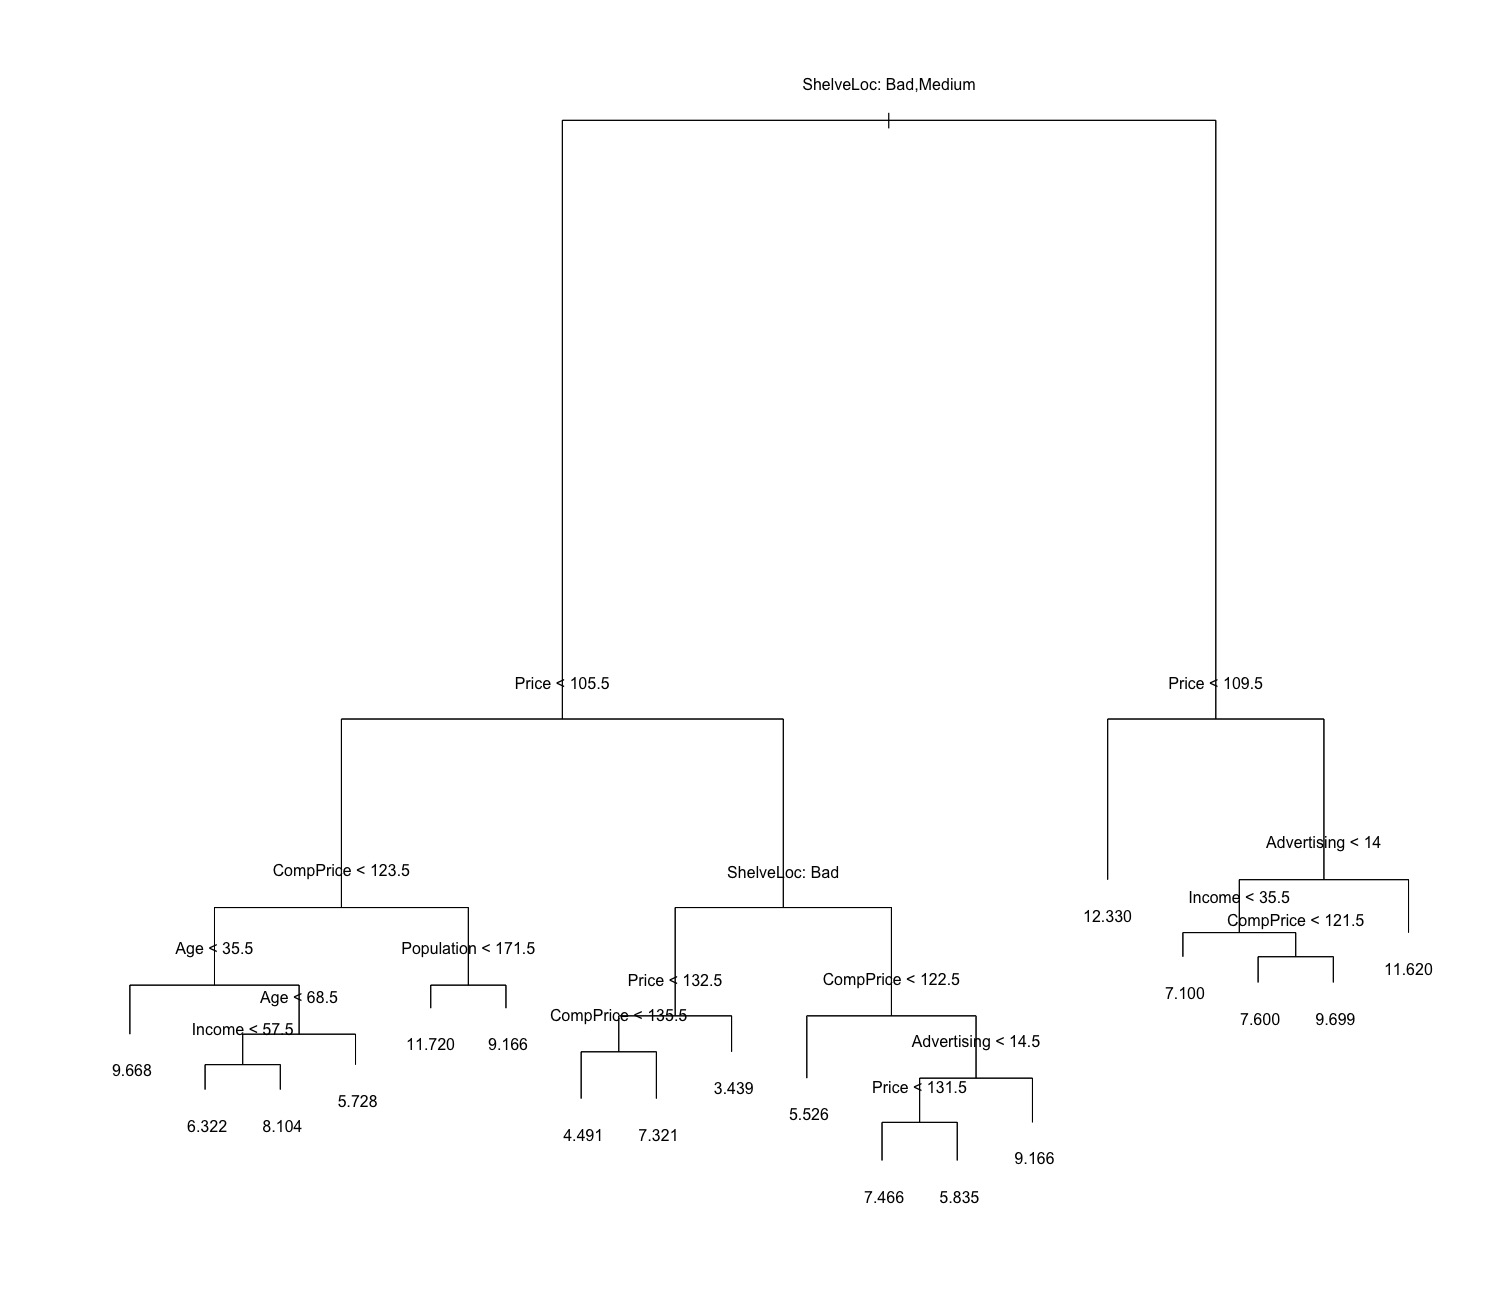 ShelveLoc: Bad,Medium
Price < 105.5
Price < 109.5
Advertising < 14
CompPrice < 123.5
ShelveLoc: Bad
Income < 35.5
12.330
CompPrice < 121.5
Age < 35.5
Population < 171.5
11.620
Price < 132.5
CompPrice < 122.5
7.100
Age < 68.5
CompPrice < 135.5
7.600
9.699
Income < 57.5
Advertising < 14.5
11.720
9.166
9.668
Price < 131.5
3.439
5.728
5.526
6.322
8.104
4.491
7.321
9.166
7.466
5.835